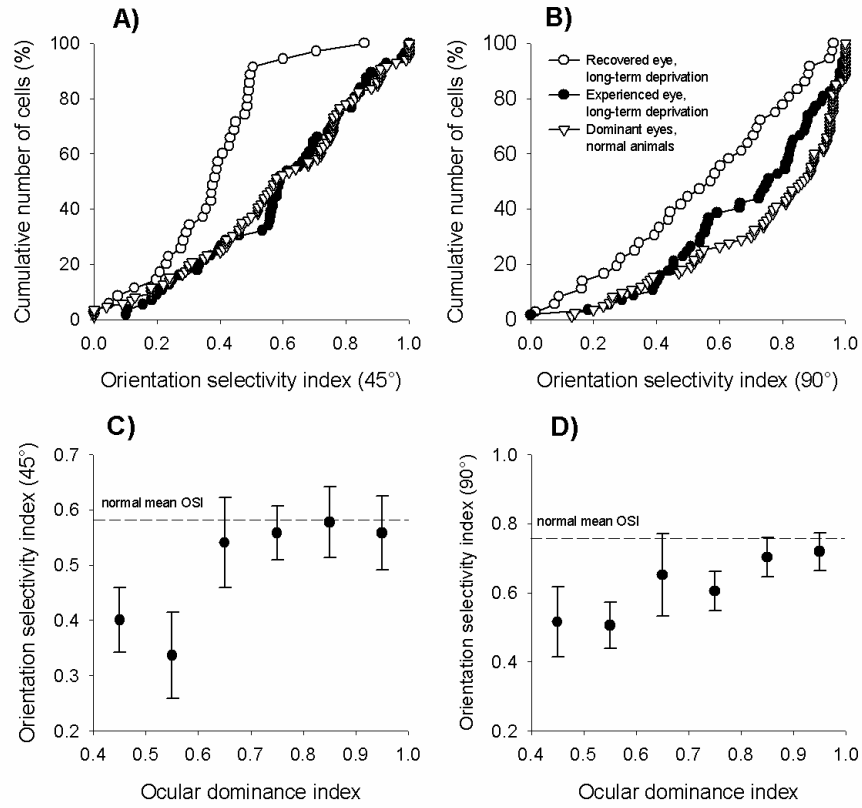 A)
Cumulative number of cells (%)
100
80
60
40
20
0
0.0 0.2 0.4 0.6 0.8 1.0
Orientation selectivity index (45°)
B)
Cumulative number of cells (%)
100
80
60
40
20
0
Recovered eye,
long-term deprivation
Experienced eye,
long-term deprivation
Dominant eyes,
normal animals
0.0 0.2 0.4 0.6 0.8 1.0
Orientation selectivity index (90°)
C)
Orientation selectivity index (45°)
0.7
0.6
0.5
0.4
0.3
0.2
normal mean OSI
0.4 0.5 0.6 0.7 0.8 0.9 1.0
Ocular dominance index
D)
Orientation selectivity index (90°)
1.0
0.8
0.6
0.4
0.2
normal mean OSI
0.4 0.5 0.6 0.7 0.8 0.9 1.0
Ocular dominance index